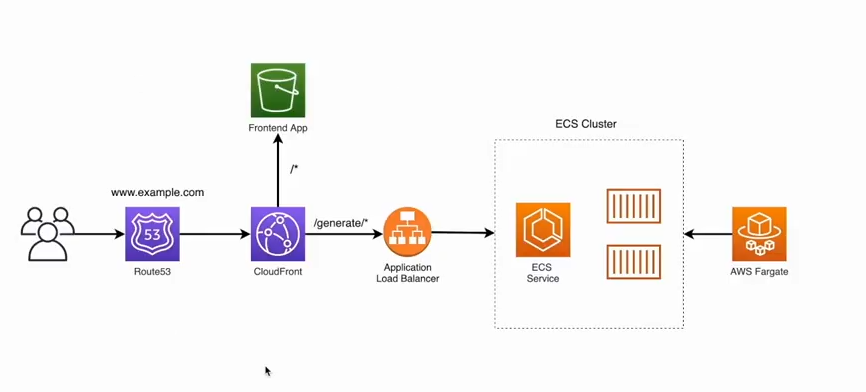 Frontend App
/*
ECS Cluster
www.example.com
53
/generate/*
Route53
CloudFront
Application
Load Balancer
ECS
Service
AWS Fargate